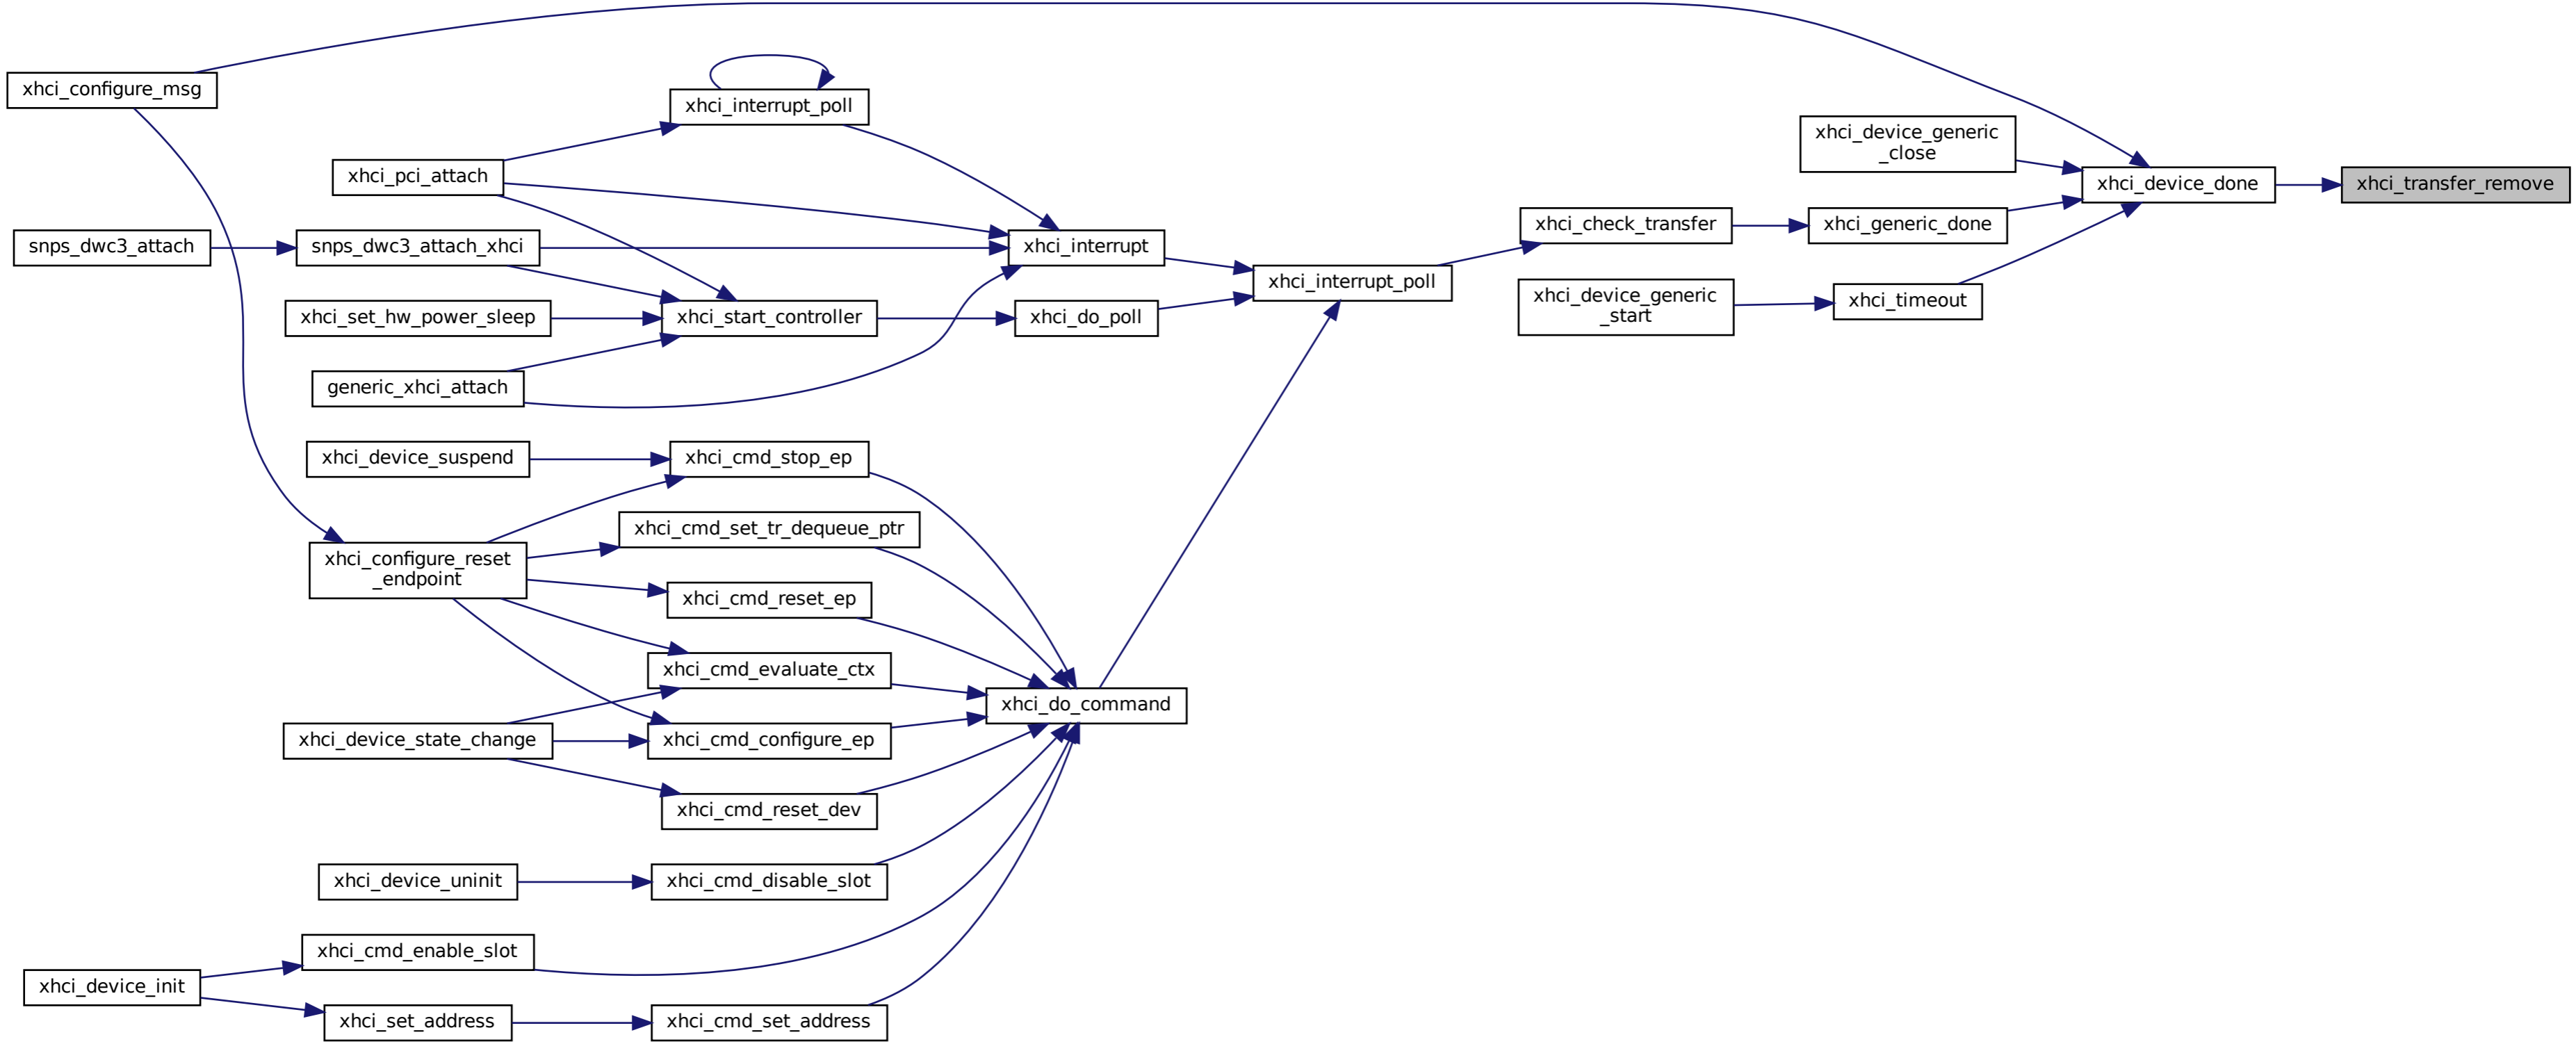 xhci_configure_msg
xhci_interrupt_poll
xhci_device_generic
_close
xhci_pci_attach
xhci_device_done
xhci_transfer_remove
xhci_check_transfer
xhci_generic_done
snps_dwc3_attach
snps_dwc3_attach_xhci
xhci_interrupt
xhci_interrupt_poll
xhci_device_generic
_start
xhci_timeout
xhci_set_hw_power_sleep
xhci_start_controller
xhci_do_poll
generic_xhci_attach
xhci_device_suspend
xhci_cmd_stop_ep
xhci_cmd_set_tr_dequeue_ptr
xhci_configure_reset
_endpoint
xhci_cmd_reset_ep
xhci_cmd_evaluate_ctx
xhci_do_command
xhci_device_state_change
xhci_cmd_configure_ep
xhci_cmd_reset_dev
xhci_device_uninit
xhci_cmd_disable_slot
xhci_cmd_enable_slot
xhci_device_init
xhci_set_address
xhci_cmd_set_address